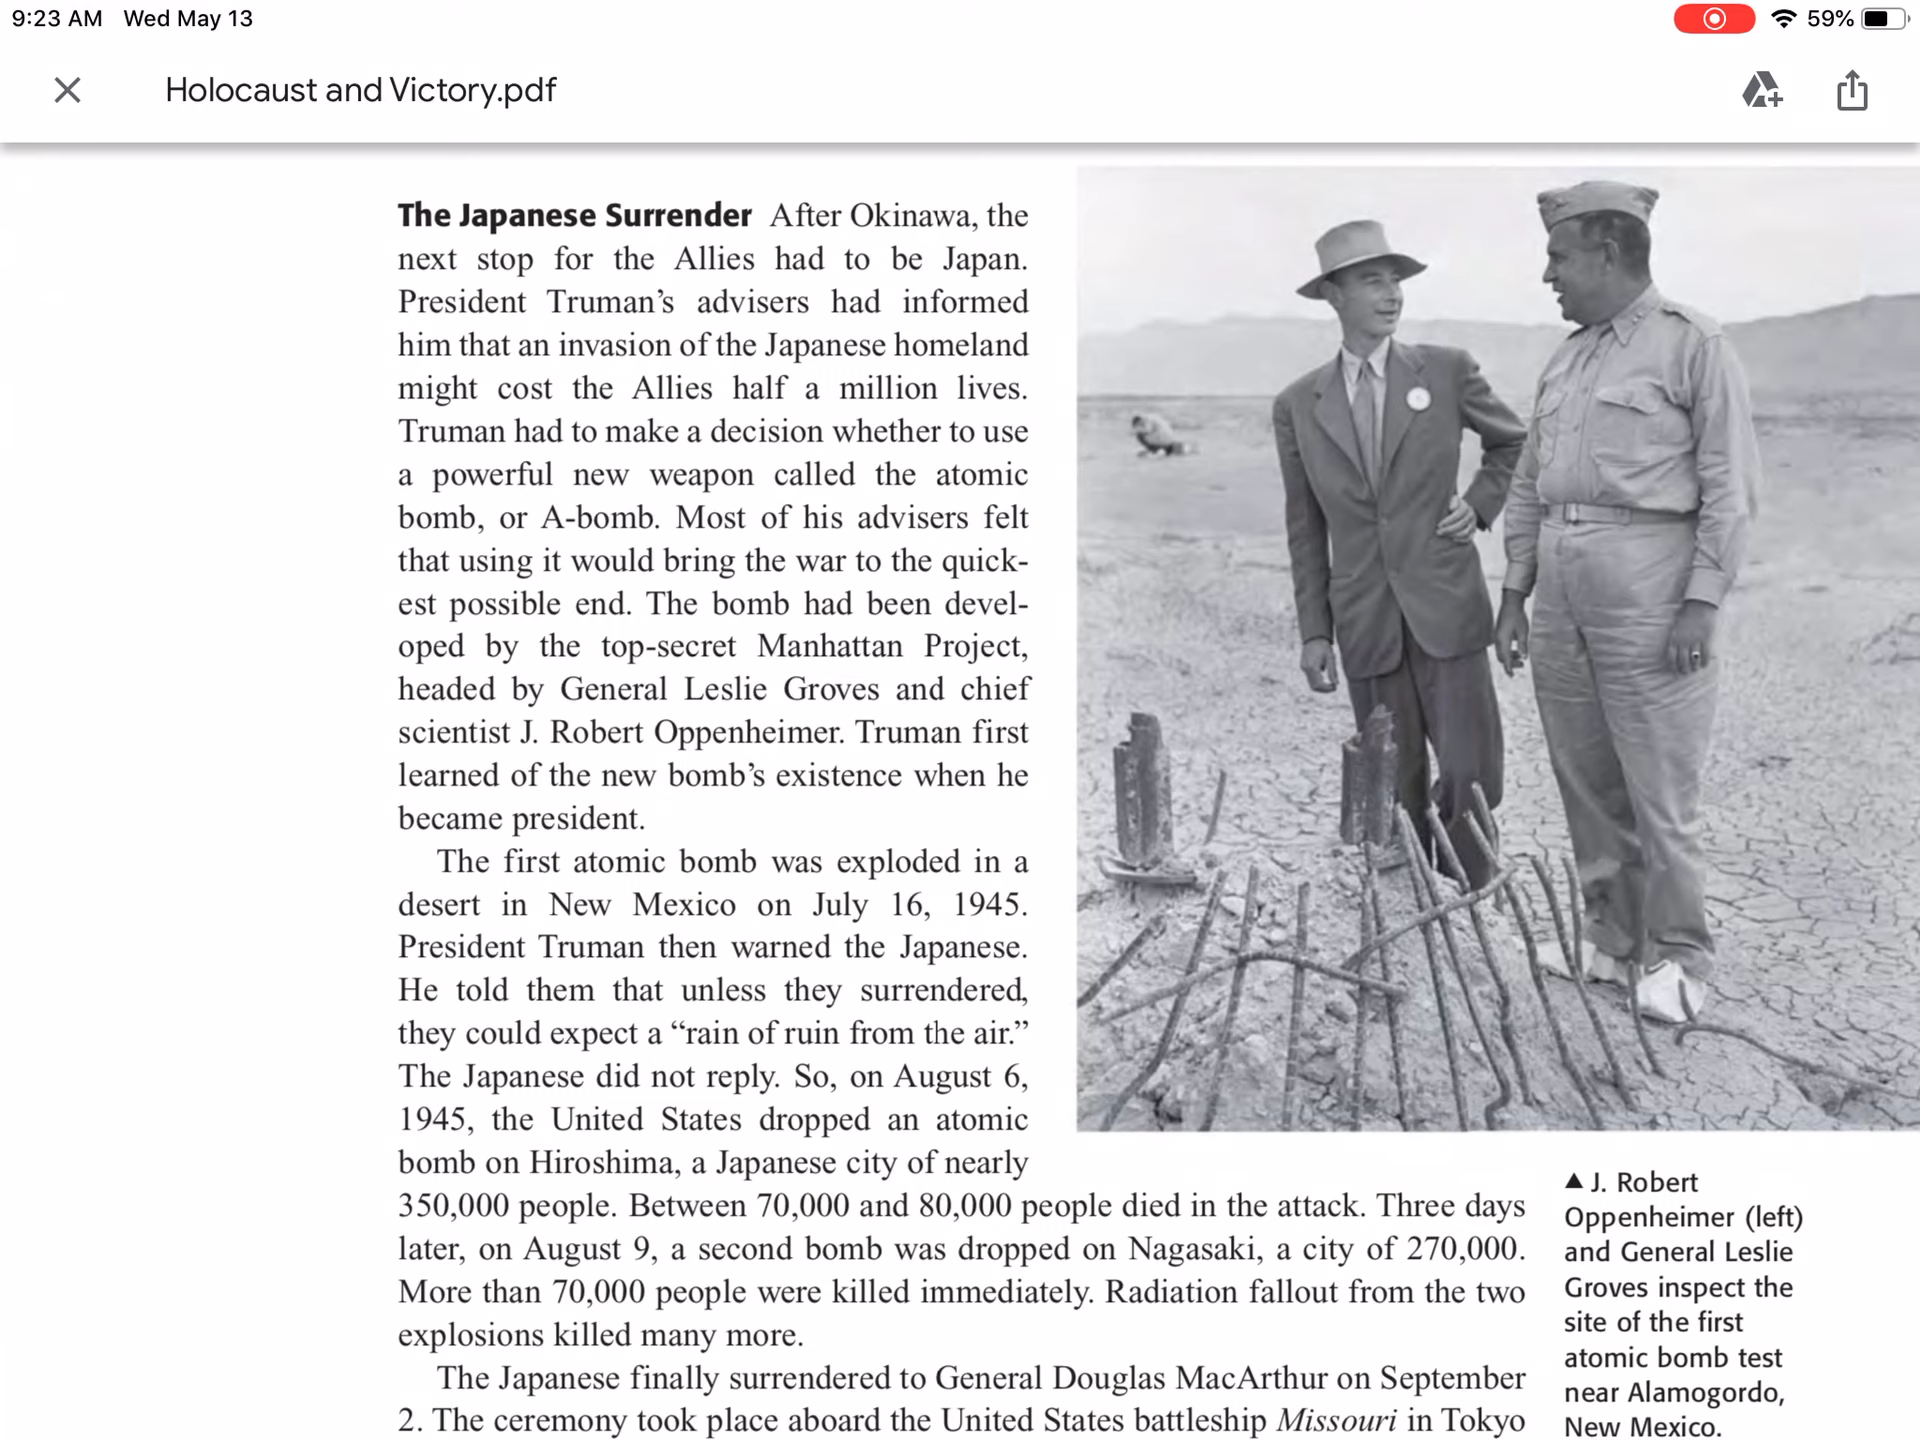 9:23 AM Wed May 13
59%
Holocaust and Victory.pdf
The Japanese Surrender After Okinawa, the
next stop for the Allies had to be Japan.
President Truman’s advisers had informed
him that an invasion of the Japanese homeland
might cost the Allies half a million lives.
Truman had to make a decision whether to use
a powerful new weapon called the atomic
bomb, or A-bomb. Most of his advisers felt
that using it would bring the war to the quick-
est possible end. The bomb had been devel-
oped by the top-secret Manhattan Project,
headed by General Leslie Groves and chief
scientist J. Robert Oppenheimer. Truman first
learned of the new bomb’s existence when he
became president.
The first atomic bomb was exploded in a
desert in New Mexico on July 16, 1945.
President Truman then warned the Japanese.
He told them that unless they surrendered,
they could expect a “rain of ruin from the air.”
The Japanese did not reply. So, on August 6,
1945, the United States dropped an atomic
bomb on Hiroshima, a Japanese city of nearly
350,000 people. Between 70,000 and 80,000 people died in the attack. Three days
later, on August 9, a second bomb was dropped on Nagasaki, a city of 270,000.
More than 70,000 people were killed immediately. Radiation fallout from the two
explosions killed many more.
The Japanese finally surrendered to General Douglas MacArthur on September
2. The ceremony took place aboard the United States battleship Missouri in Tokyo
▲ J. Robert
Oppenheimer (left)
and General Leslie
Groves inspect the
site of the first
atomic bomb test
near Alamogordo,
New Mexico.